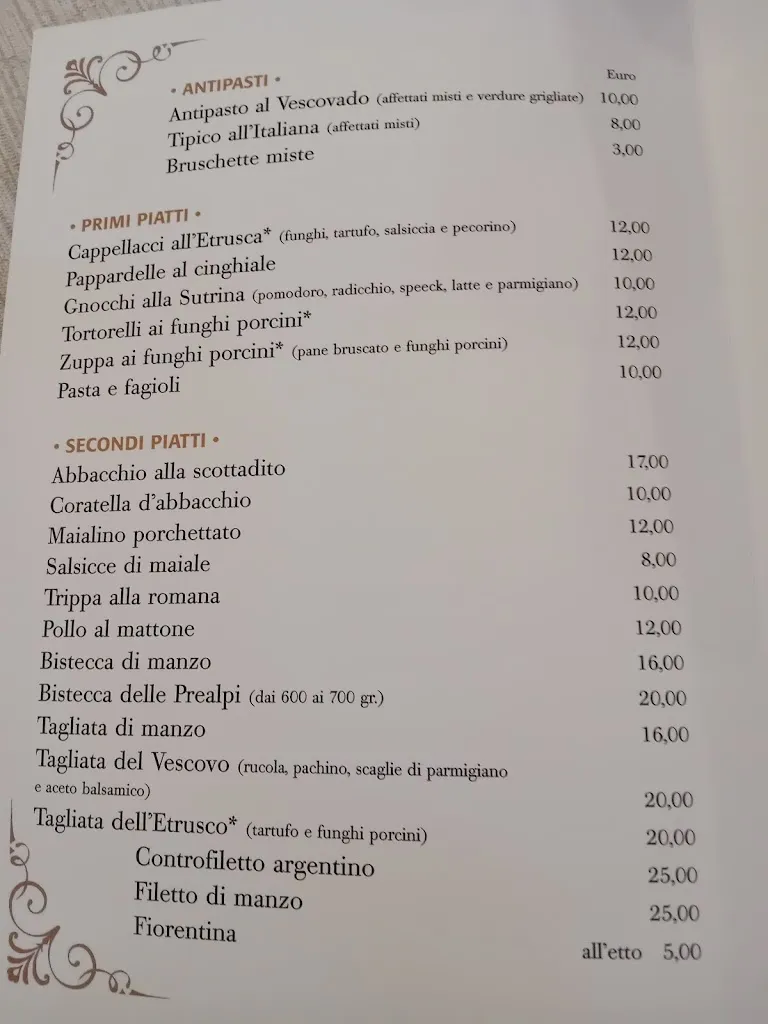 • ANTIPASTI • Euro
Antipasto al Vescovado (affettati misti e verdure grigliate) 10,00
Tipico all'Italiana (affettati misti) 8,00
Bruschette miste 3,00
• PRIMI PIATTI •
Cappellacci all'Etrusca* (funghi, tartufo, salsiccia e pecorino) 12,00
Pappardelle al cinghiale 12,00
Gnocchi alla Sutrina (pomodoro, radicchio, speeck, latte e parmigiano) 10,00
Tortorelli ai funghi porcini* 12,00
Zuppa ai funghi porcini* (pane bruscato e funghi porcini) 12,00
Pasta e fagioli 10,00
• SECONDI PIATTI •
Abbacchio alla scottadito 17,00
Coratella d'abbacchio 10,00
Maialino porchettato 12,00
Salsicce di maiale 8,00
Trippa alla romana 10,00
Pollo al mattone 12,00
Bistecca di manzo 16,00
Bistecca delle Prealpi (dai 600 ai 700 gr.) 20,00
Tagliata di manzo 16,00
Tagliata del Vescovo (rucola, pachino, scaglie di parmigiano
e aceto balsamico) 20,00
Tagliata dell'Etrusco* (tartufo e funghi porcini) 20,00
Controfiletto argentino 25,00
Filetto di manzo 25,00
Fiorentina all'etto 5,00